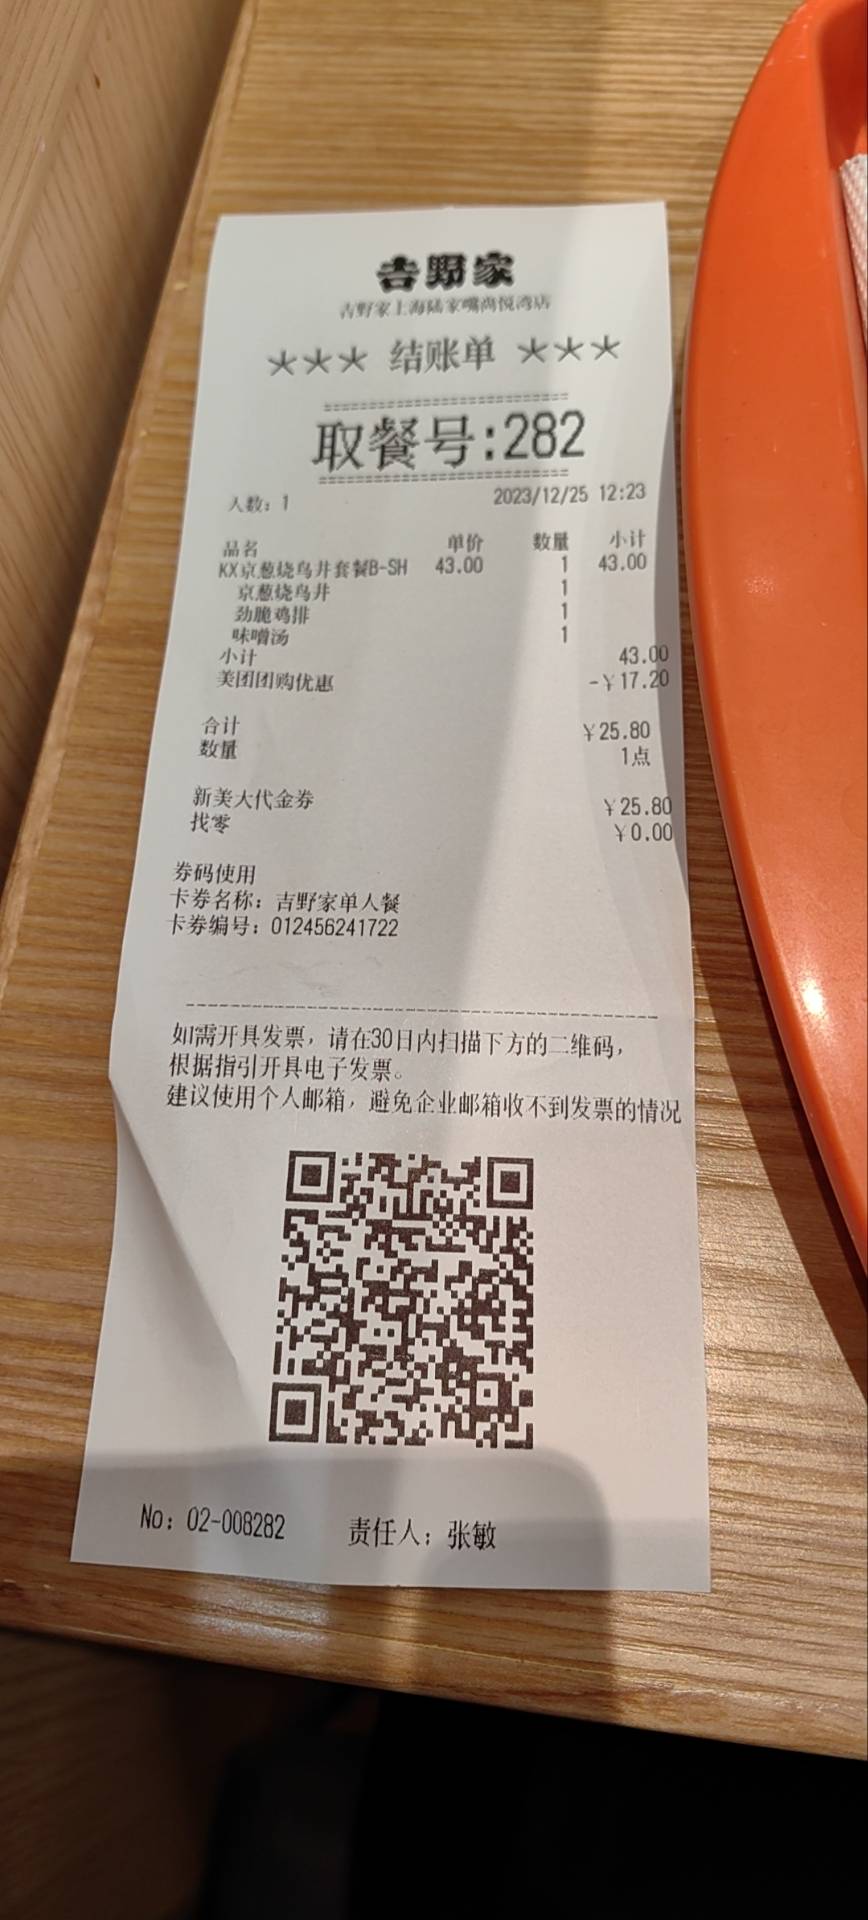 吉野家
吉野家上海陆家嘴尚悦湾店
*** 结账单 ***
取餐号:282
人数: 1 2023/12/25 12:23
品名 单价 数量 小计
KX京葱烧鸟丼套餐B-SH 43.00 1 43.00
京葱烧鸟丼 1
劲脆鸡排 1
味噌汤 1
小计 43.00
美团团购优惠 -¥17.20
合计 ¥25.80
数量 1点
新美大代金券 ¥25.80
找零 ¥0.00
券码使用
卡券名称: 吉野家单人餐
卡券编号: 012456241722
如需开具发票, 请在30日内扫描下方的二维码,
根据指引开具电子发票。
建议使用个人邮箱, 避免企业邮箱收不到发票的情况
No: 02-008282 责任人: 张敏